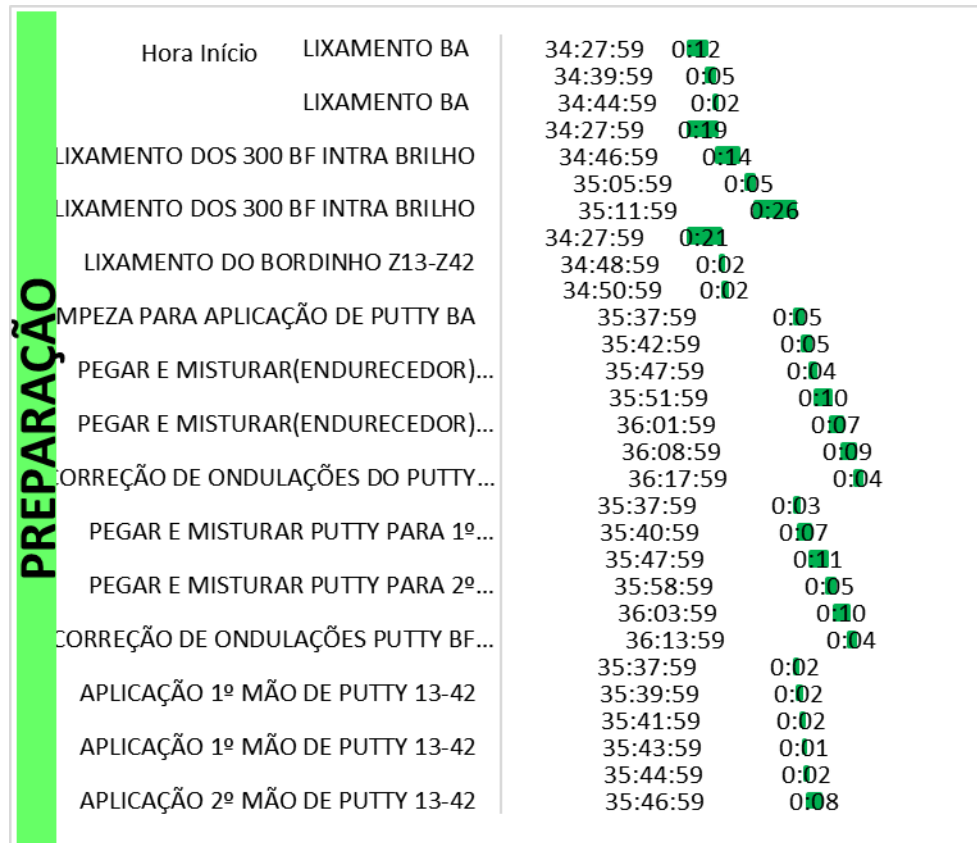 PREPARAÇÃO
Hora Início LIXAMENTO BA 34:27:59 0:12
34:39:59 0:05
LIXAMENTO BA 34:44:59 0:02
34:27:59 0:19
LIXAMENTO DOS 300 BF INTRA BRILHO 34:46:59 0:14
35:05:59 0:05
LIXAMENTO DOS 300 BF INTRA BRILHO 35:11:59 0:26
34:27:59 0:21
LIXAMENTO DO BORDINHO Z13-Z42 34:48:59 0:02
34:50:59 0:02
MPEZA PARA APLICAÇÃO DE PUTTY BA 35:37:59 0:05
35:42:59 0:05
PEGAR E MISTURAR(ENDURECEDOR)... 35:47:59 0:04
35:51:59 0:10
PEGAR E MISTURAR(ENDURECEDOR)... 36:01:59 0:07
36:08:59 0:09
CORREÇÃO DE ONDULAÇÕES DO PUTTY... 36:17:59 0:04
35:37:59 0:03
PEGAR E MISTURAR PUTTY PARA 1º... 35:40:59 0:07
35:47:59 0:11
PEGAR E MISTURAR PUTTY PARA 2º... 35:58:59 0:05
36:03:59 0:10
CORREÇÃO DE ONDULAÇÕES PUTTY BF... 36:13:59 0:04
35:37:59 0:02
APLICAÇÃO 1º MÃO DE PUTTY 13-42 35:39:59 0:02
35:41:59 0:02
APLICAÇÃO 1º MÃO DE PUTTY 13-42 35:43:59 0:01
35:44:59 0:02
APLICAÇÃO 2º MÃO DE PUTTY 13-42 35:46:59 0:08